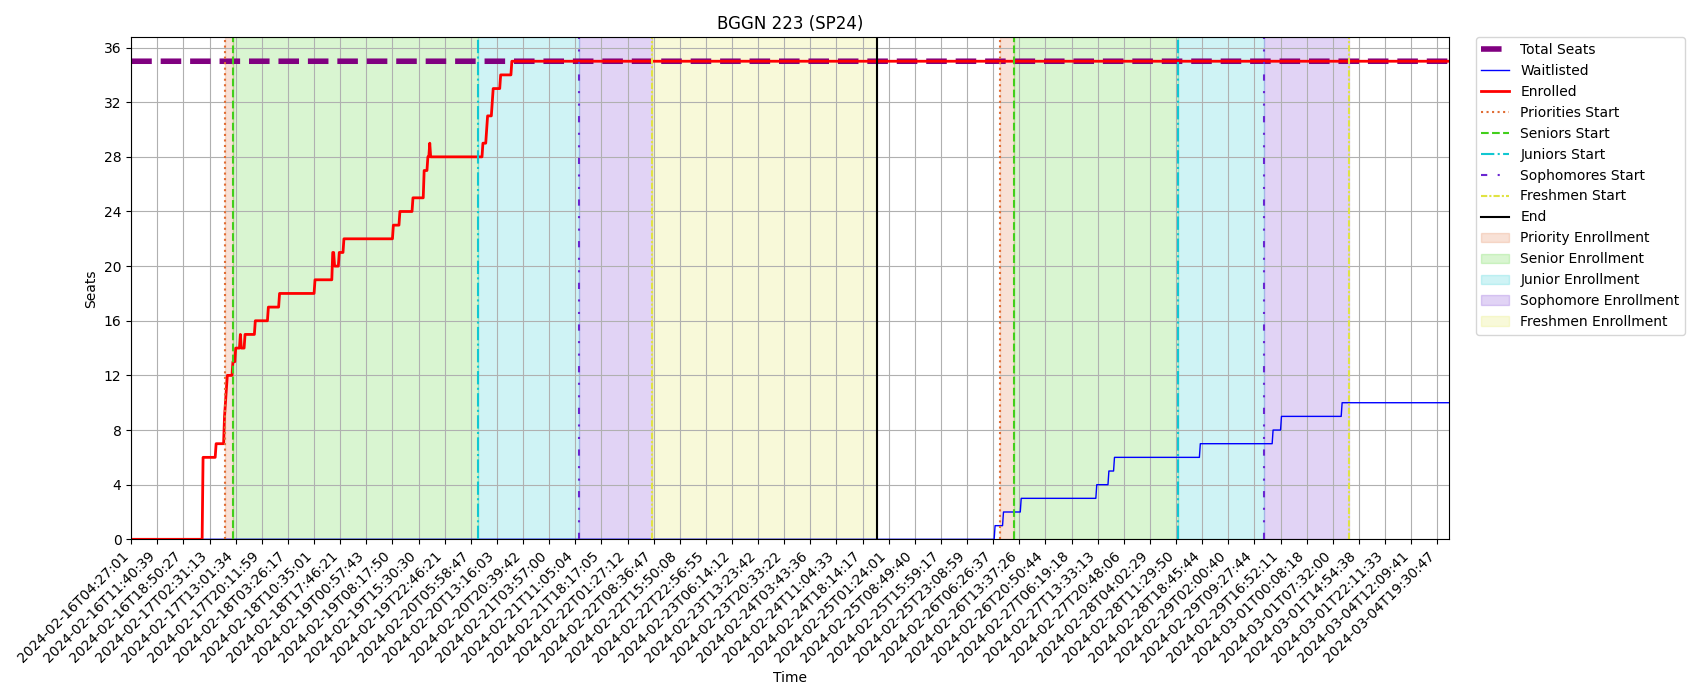 BGGN 223 (SP24)
Seats
36
32
28
24
20
16
12
8
4
0
2024-02-16T04:27:01
2024-02-16T11:40:39
2024-02-16T18:50:27
2024-02-17T02:31:13
2024-02-17T13:01:34
2024-02-17T20:11:59
2024-02-18T03:26:17
2024-02-18T10:35:01
2024-02-18T17:46:21
2024-02-19T00:57:43
2024-02-19T08:17:50
2024-02-19T15:30:30
2024-02-19T22:46:21
2024-02-20T05:58:47
2024-02-20T13:16:03
2024-02-20T20:39:42
2024-02-21T03:57:00
2024-02-21T11:05:04
2024-02-21T18:17:05
2024-02-22T01:27:12
2024-02-22T08:36:47
2024-02-22T15:50:08
2024-02-22T22:56:55
2024-02-23T06:14:12
2024-02-23T13:23:42
2024-02-23T20:33:22
2024-02-24T03:43:36
2024-02-24T11:04:33
2024-02-24T18:14:17
2024-02-25T01:24:01
2024-02-25T08:49:40
2024-02-25T15:59:17
2024-02-25T23:08:59
2024-02-26T06:26:37
2024-02-26T13:37:26
2024-02-26T20:50:44
2024-02-27T06:19:18
2024-02-27T13:33:13
2024-02-27T20:48:06
2024-02-28T04:02:29
2024-02-28T11:29:50
2024-02-28T18:45:44
2024-02-29T02:00:40
2024-02-29T09:27:44
2024-02-29T16:52:11
2024-03-01T00:08:18
2024-03-01T07:32:00
2024-03-01T14:54:38
2024-03-01T22:11:33
2024-03-04T12:09:41
2024-03-04T19:30:47
Time
Total Seats
Waitlisted
Enrolled
Priorities Start
Seniors Start
Juniors Start
Sophomores Start
Freshmen Start
End
Priority Enrollment
Senior Enrollment
Junior Enrollment
Sophomore Enrollment
Freshmen Enrollment